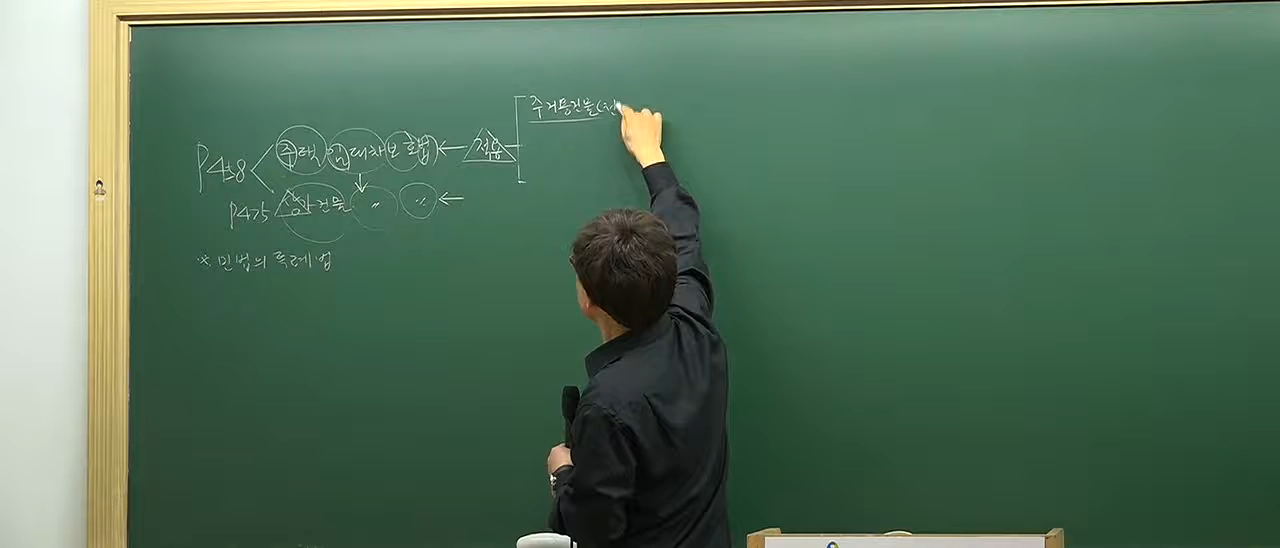 주거용건물(전
P458 주택임대차보호법 ← 적용
P475 상가건물 〃 〃 ←
※ 민법의 특례법